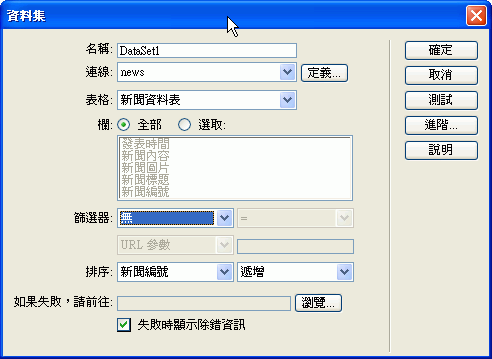 資料集
名稱: DataSet1 確定
連線: news 定義... 取消
表格: 新聞資料表 測試
欄: 全部 選取: 進階...
發表時間 說明
新聞內容
新聞圖片
新聞標題
新聞編號
篩選器: 無 =
URL 參數
排序: 新聞編號 遞增
如果失敗，請前往: 瀏覽...
失敗時顯示除錯資訊